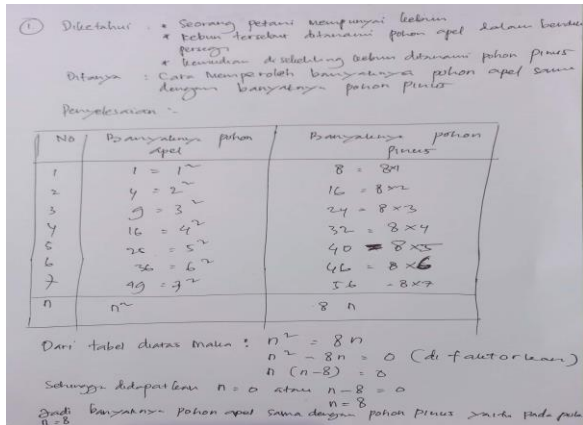 ① Diketahui : • Seorang petani mempunyai kebun
* kebun tersebut ditanami pohon apel dalam bentuk
persegi
* kemudian disekeliling kebun ditanami pohon pinus
Ditanya : Cara memperoleh banyaknya pohon apel sama
dengan banyaknya pohon pinus
Penyelesaian :
No | Banyaknya pohon apel | Banyaknya pohon Pinus
1 | 1 = 1² | 8 = 8×1
2 | 4 = 2² | 16 = 8×2
3 | 9 = 3² | 24 = 8×3
4 | 16 = 4² | 32 = 8×4
5 | 25 = 5² | 40 = 8×5
6 | 36 = 6² | 46 = 8×6
7 | 49 = 7² | 56 = 8×7
n | n² | 8 n
Dari tabel diatas maka : n² = 8n
n² - 8n = 0 (di faktorkan)
n (n-8) = 0
Sehingga didapatkan n = 0 atau n - 8 = 0
n = 8
Jadi banyaknya pohon apel sama dengan pohon pinus yaitu pada pola
n = 8